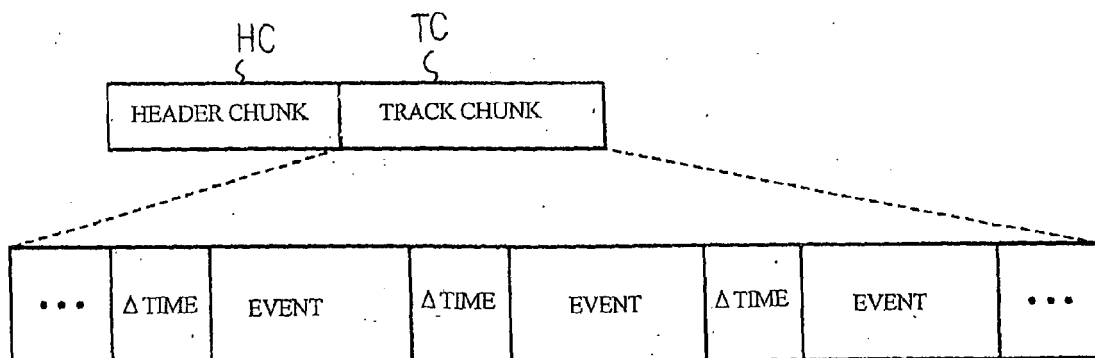 HC TC
HEADER CHUNK TRACK CHUNK
••• Δ TIME EVENT Δ TIME EVENT Δ TIME EVENT •••